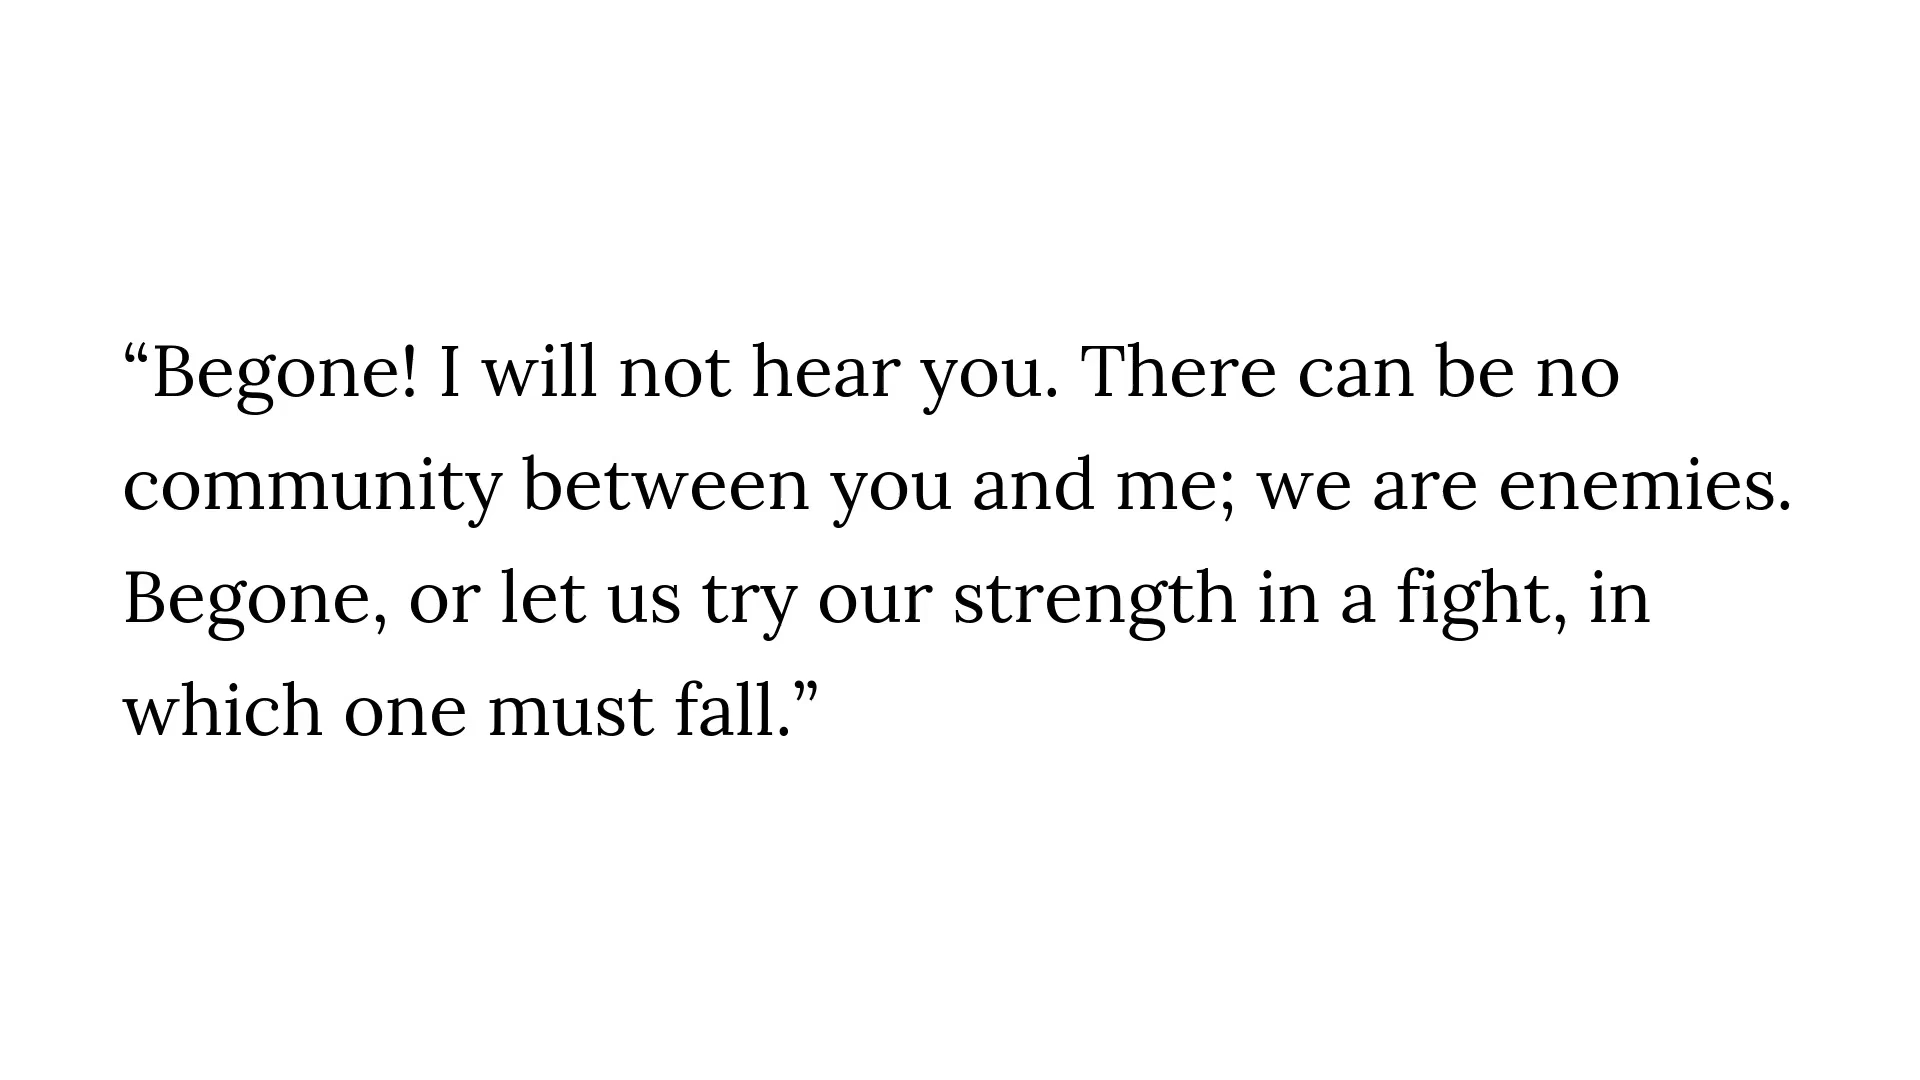 “Begone! I will not hear you. There can be no
community between you and me; we are enemies.
Begone, or let us try our strength in a fight, in
which one must fall.”